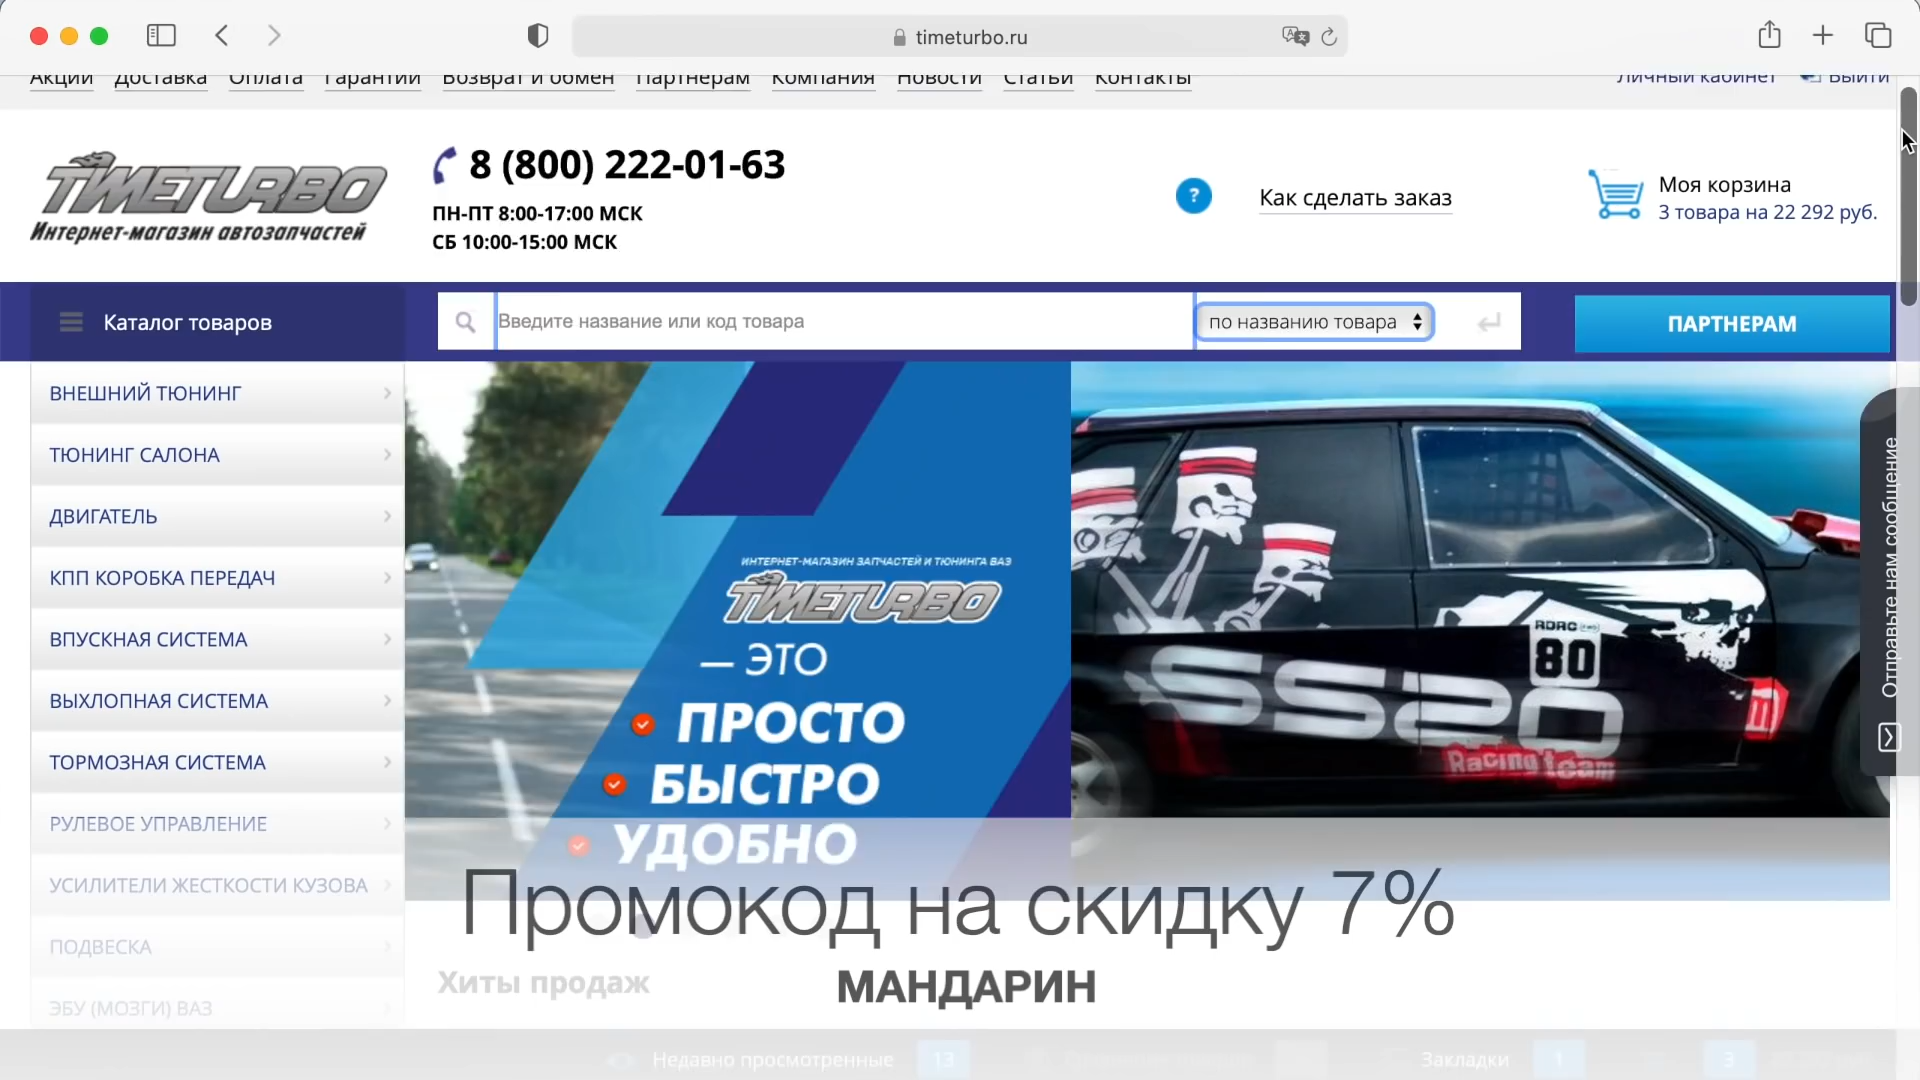 timeturbo.ru
Акции Доставка Оплата Гарантии Возврат и обмен Партнерам Компания Новости Статьи Контакты
Личный кабинет Выйти
TIMETURBO
Интернет-магазин автозапчастей
8 (800) 222-01-63
ПН-ПТ 8:00-17:00 МСК
СБ 10:00-15:00 МСК
?
Как сделать заказ
Моя корзина
3 товара на 22 292 руб.
Каталог товаров
Введите название или код товара
по названию товара
ПАРТНЕРАМ
ВНЕШНИЙ ТЮНИНГ
ТЮНИНГ САЛОНА
ДВИГАТЕЛЬ
КПП КОРОБКА ПЕРЕДАЧ
ВПУСКНАЯ СИСТЕМА
ВЫХЛОПНАЯ СИСТЕМА
ТОРМОЗНАЯ СИСТЕМА
РУЛЕВОЕ УПРАВЛЕНИЕ
УСИЛИТЕЛИ ЖЕСТКОСТИ КУЗОВА
ПОДВЕСКА
ЭБУ (МОЗГИ) ВАЗ
ИНТЕРНЕТ-МАГАЗИН ЗАПЧАСТЕЙ И ТЮНИНГА ВАЗ
TIMETURBO
— ЭТО
ПРОСТО
БЫСТРО
УДОБНО
RDRC
80
SS20
Racing team
Отправьте нам сообщение
Промокод на скидку 7%
МАНДАРИН
Хиты продаж
Недавно просмотренные 13
Закладки 1
3